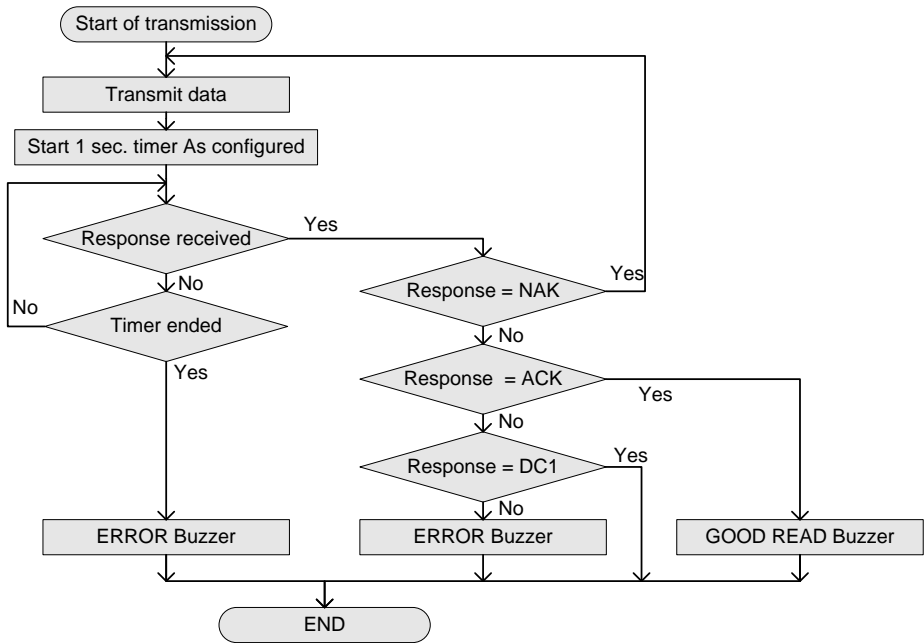 Start of transmission
Transmit data
Start 1 sec. timer As configured
Response received
Yes
No
Timer ended
No
Yes
Response = NAK
Yes
No
Response = ACK
Yes
No
Response = DC1
Yes
No
ERROR Buzzer
ERROR Buzzer
GOOD READ Buzzer
END